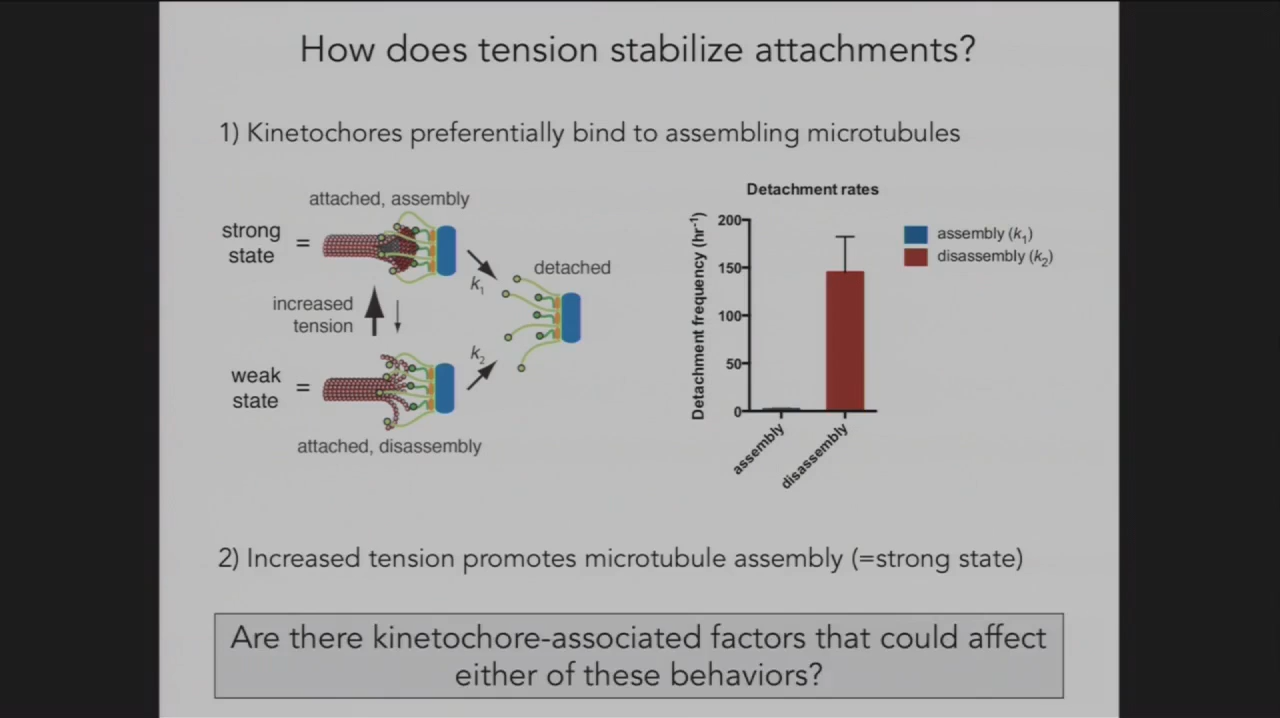 How does tension stabilize attachments?
1) Kinetochores preferentially bind to assembling microtubules
attached, assembly
strong
state
=
increased
tension
weak
state
=
attached, disassembly
k1
k2
detached
Detachment rates
Detachment frequency (hr-1)
200
150
100
50
0
assembly
disassembly
assembly (k1)
disassembly (k2)
2) Increased tension promotes microtubule assembly (=strong state)
Are there kinetochore-associated factors that could affect
either of these behaviors?